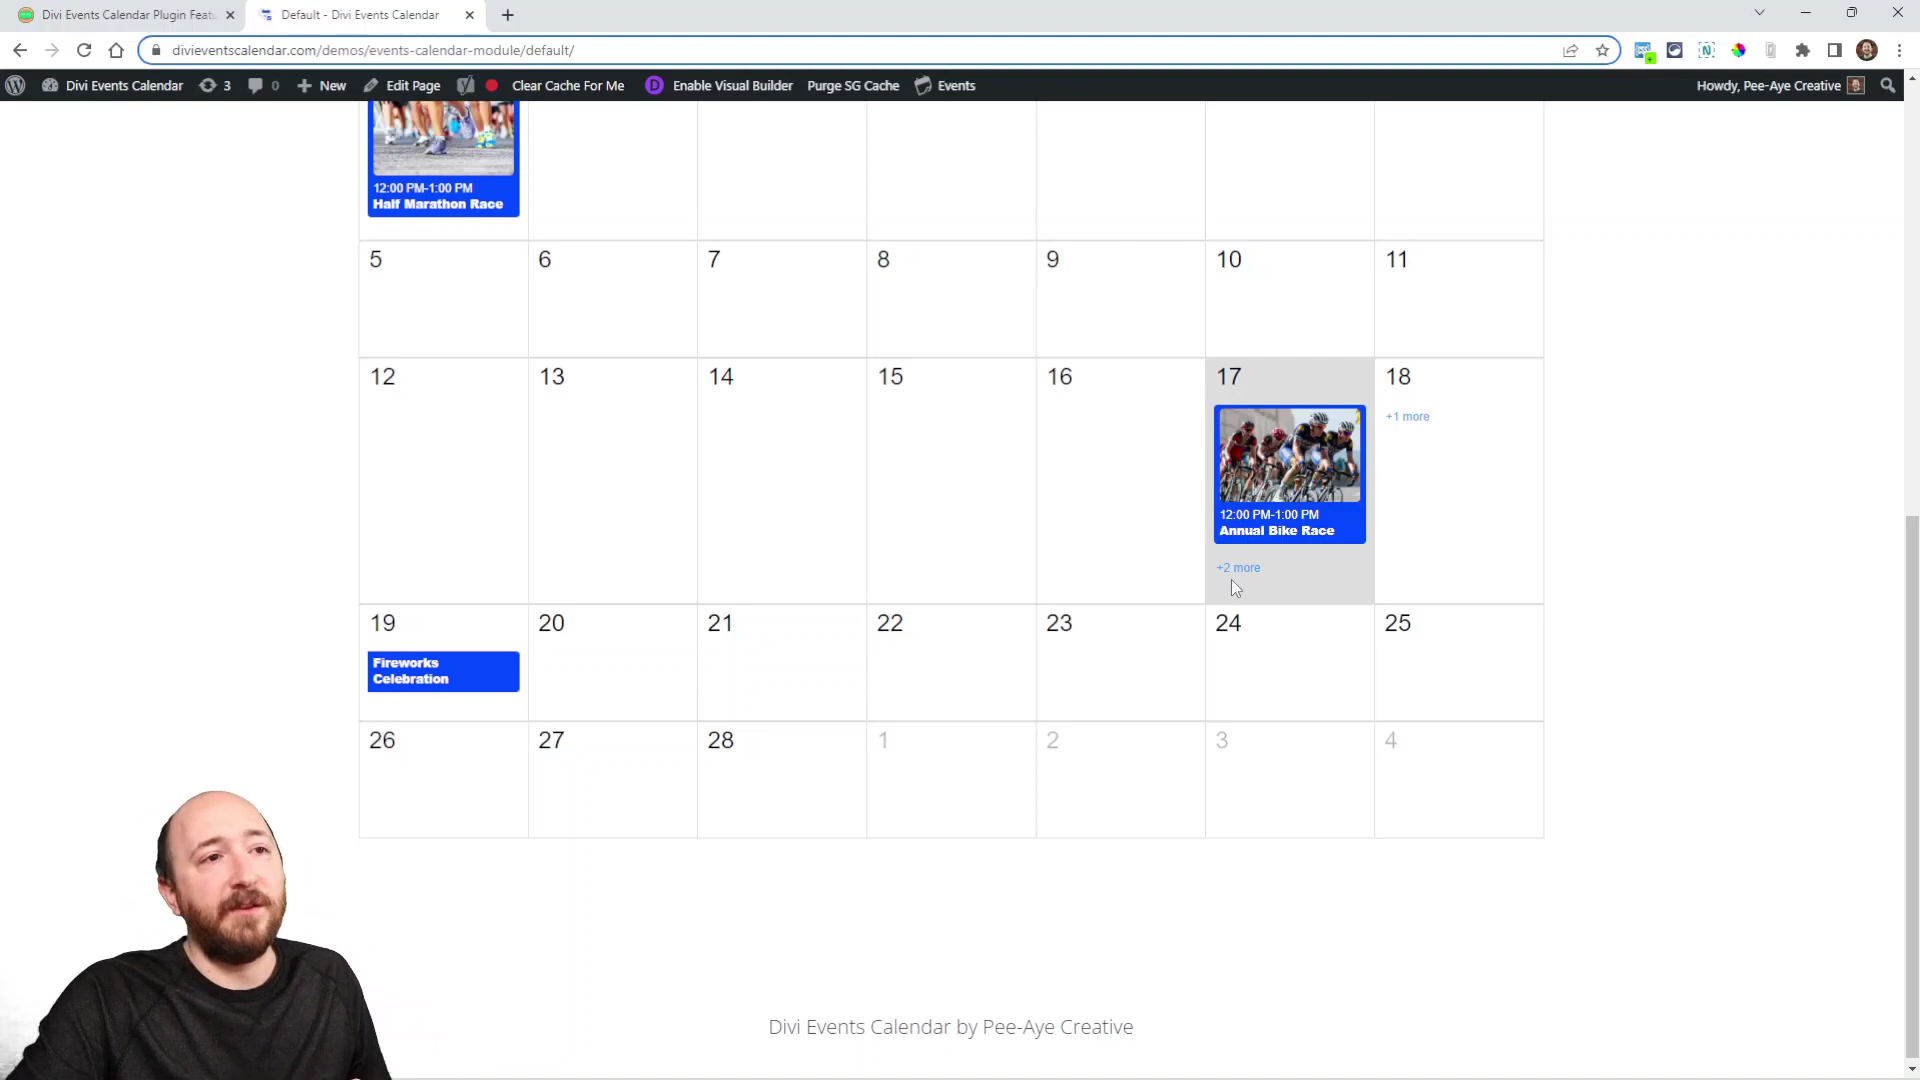 Divi Events Calendar Plugin Feat
Default - Divi Events Calendar
divieventscalendar.com/demos/events-calendar-module/default/
Divi Events Calendar
3
0
New
Edit Page
Clear Cache For Me
Enable Visual Builder
Purge SG Cache
Events
Howdy, Pee-Aye Creative
12:00 PM-1:00 PM
Half Marathon Race
5 6 7 8 9 10 11
12 13 14 15 16 17 18
+1 more
12:00 PM-1:00 PM
Annual Bike Race
+2 more
19 20 21 22 23 24 25
Fireworks
Celebration
26 27 28 1 2 3 4
Divi Events Calendar by Pee-Aye Creative